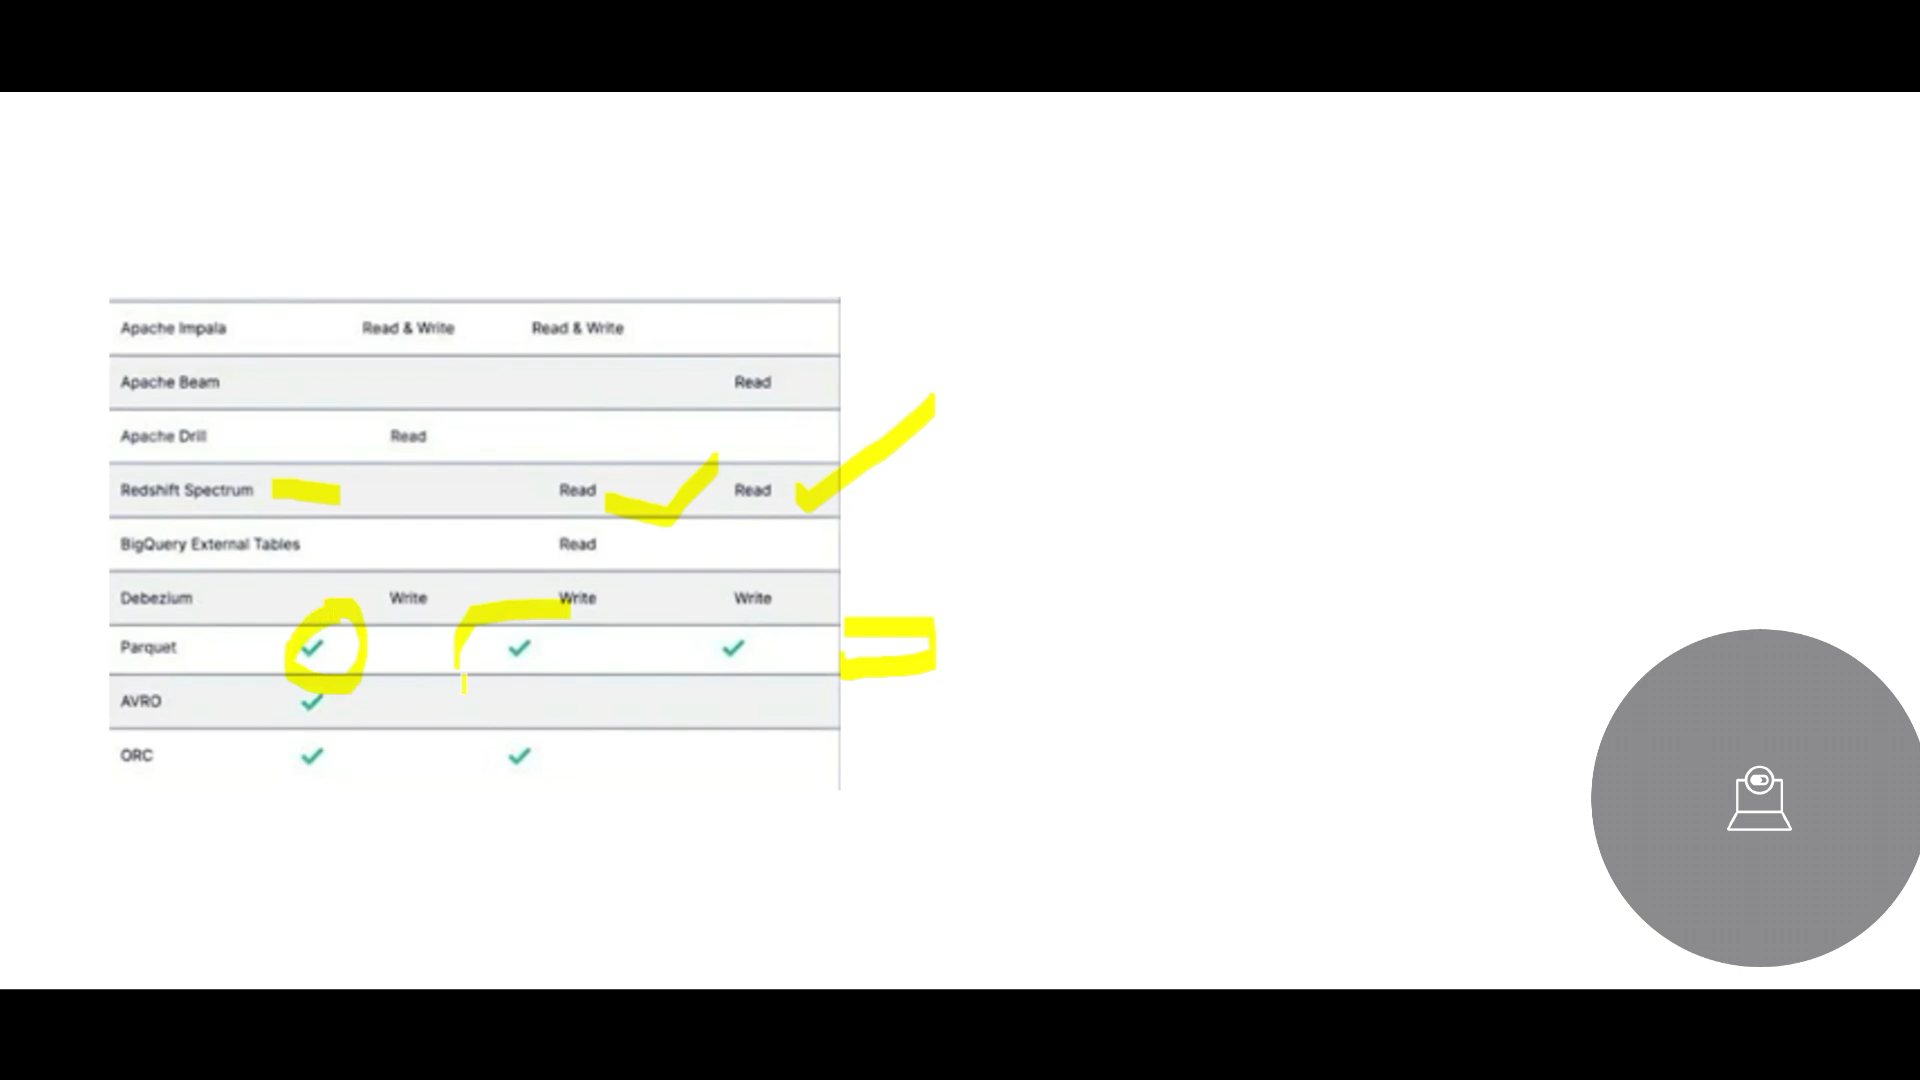 Apache Impala Read & Write Read & Write
Apache Beam Read
Apache Drill Read
Redshift Spectrum Read Read
BigQuery External Tables Read
Debezium Write Write Write
Parquet
AVRO
ORC